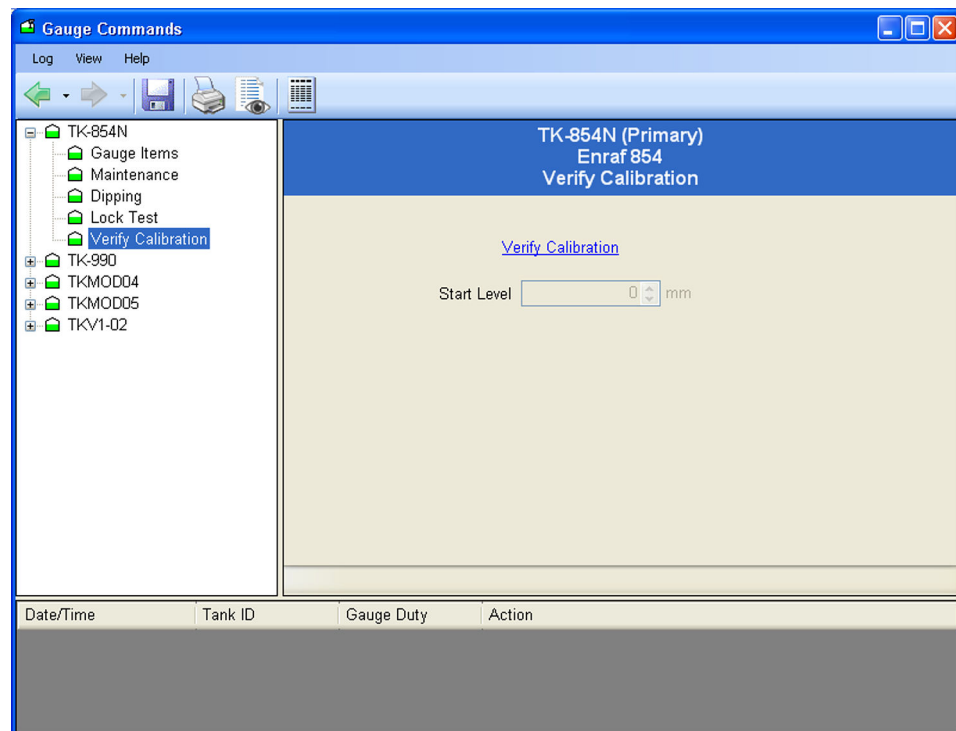 Gauge Commands
Log View Help
TK-854N
Gauge Items
Maintenance
Dipping
Lock Test
Verify Calibration
TK-990
TKMOD04
TKMOD05
TKV1-02
TK-854N (Primary)
Enraf 854
Verify Calibration
Verify Calibration
Start Level 0 mm
Date/Time Tank ID Gauge Duty Action